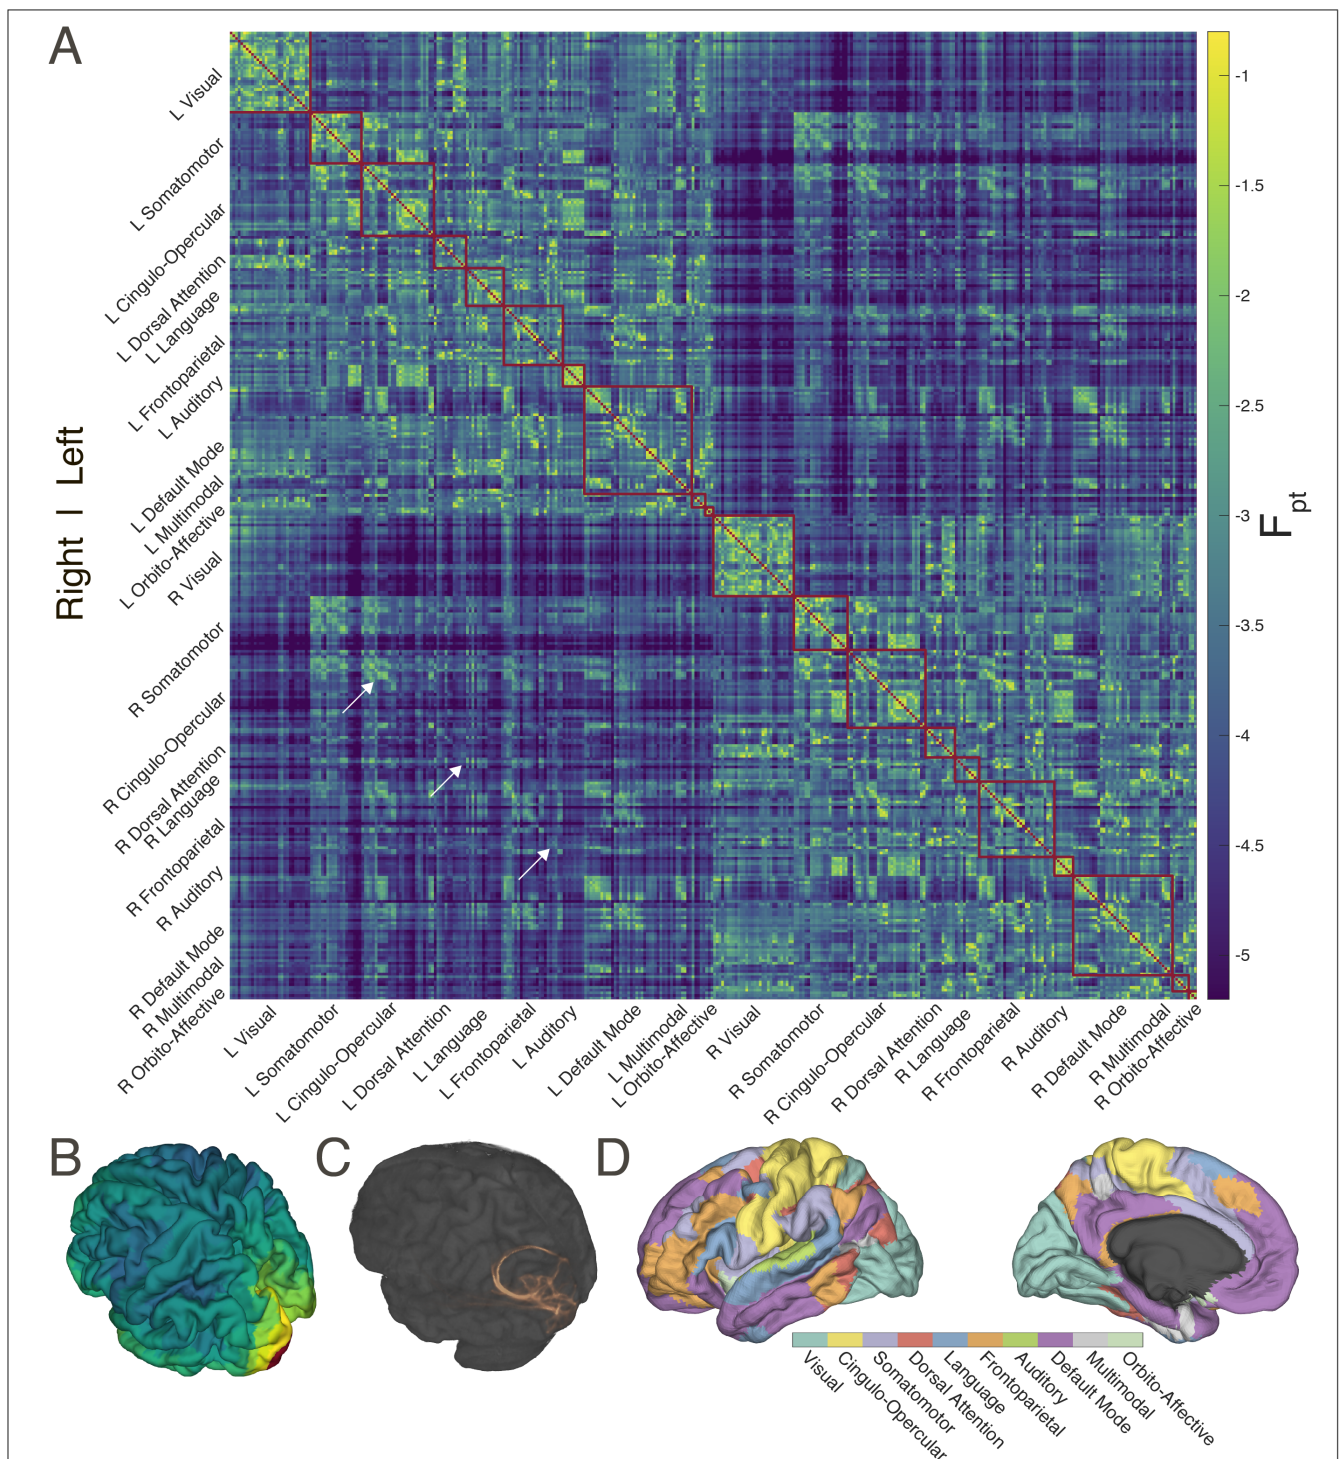 A
L Visual
L Somatomotor
L Cingulo-Opercular
L Dorsal Attention
L Language
L Frontoparietal
L Auditory
L Default Mode
L Multimodal
L Orbito-Affective
R Visual
R Somatomotor
R Cingulo-Opercular
R Dorsal Attention
R Language
R Frontoparietal
R Auditory
R Default Mode
R Multimodal
R Orbito-Affective
Right | Left
-1
-1.5
-2
-2.5
-3
-3.5
-4
-4.5
-5
Fpt
L Visual
L Somatomotor
L Cingulo-Opercular
L Dorsal Attention
L Language
L Frontoparietal
L Auditory
L Default Mode
L Multimodal
L Orbito-Affective
R Visual
R Somatomotor
R Cingulo-Opercular
R Dorsal Attention
R Language
R Frontoparietal
R Auditory
R Default Mode
R Multimodal
R Orbito-Affective
B
C
D
Visual
Cingulo-Opercular
Somatomotor
Dorsal Attention
Language
Frontoparietal
Auditory
Default Mode
Multimodal
Orbito-Affective